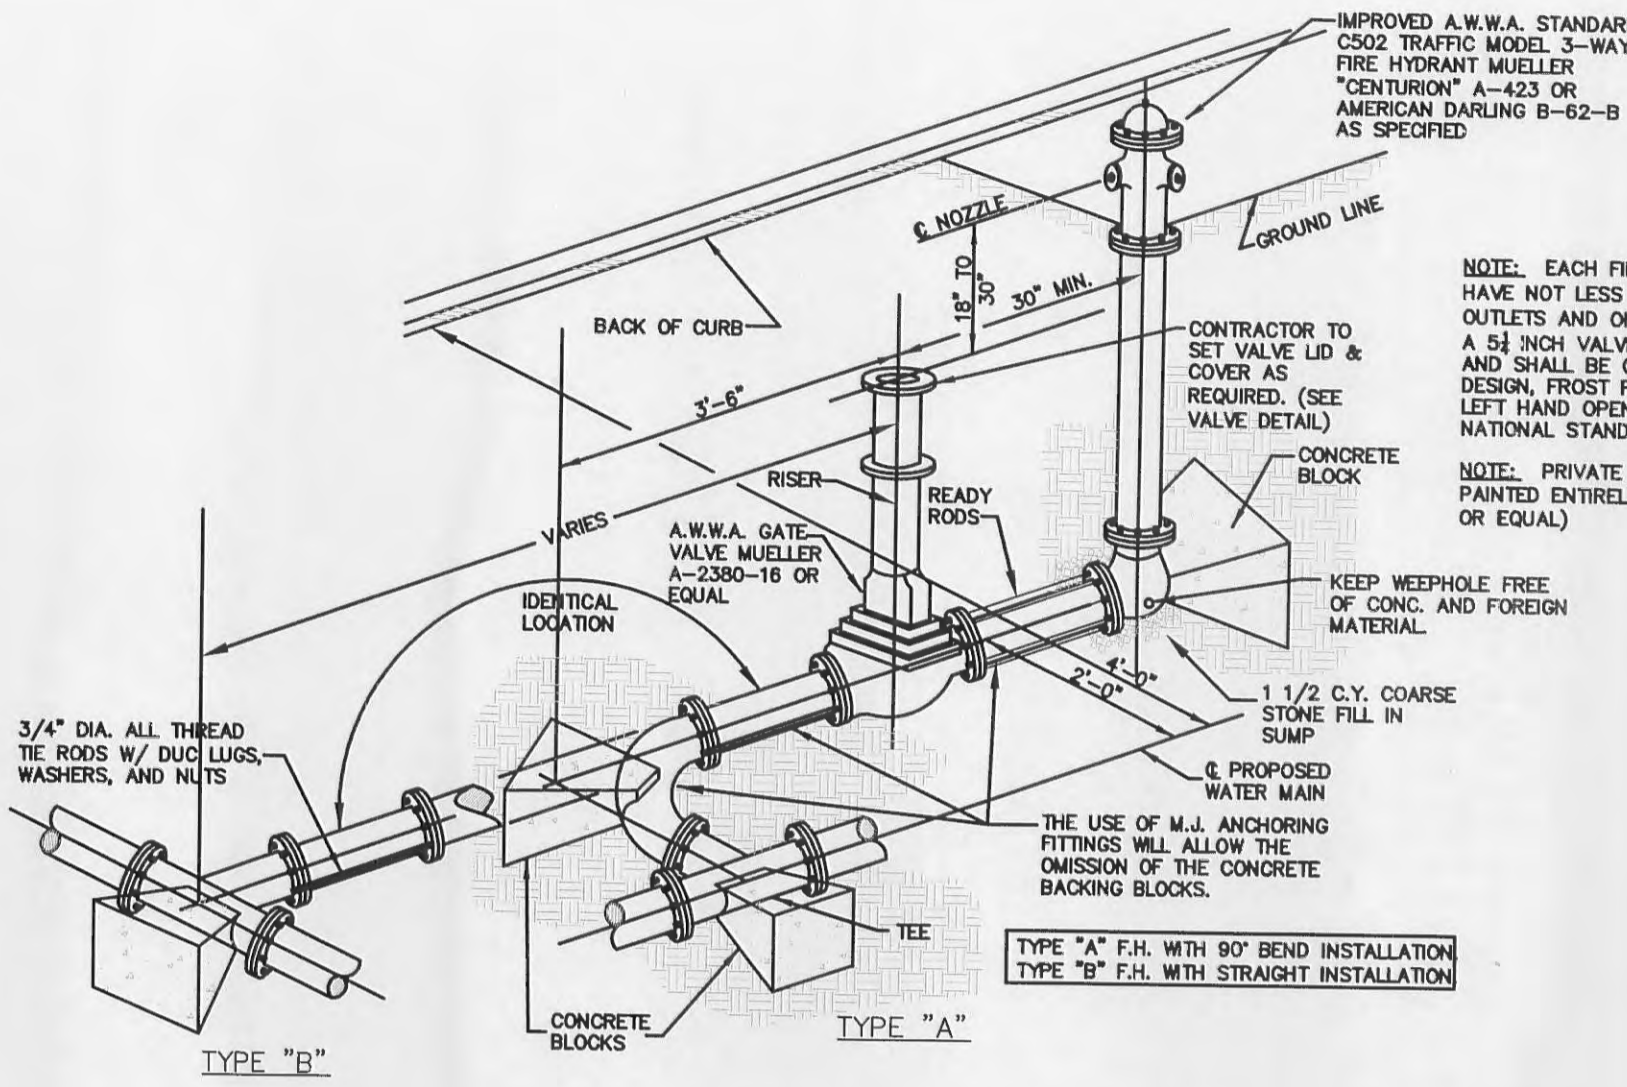 IMPROVED A.W.W.A. STANDAR
C502 TRAFFIC MODEL 3-WAY
FIRE HYDRANT MUELLER
"CENTURION" A-423 OR
AMERICAN DARLING B-62-B
AS SPECIFIED
℄ NOZZLE
GROUND LINE
18" TO
30"
30" MIN.
BACK OF CURB
NOTE: EACH FI
HAVE NOT LESS
OUTLETS AND O
A 5¼ INCH VALV
AND SHALL BE
DESIGN, FROST
LEFT HAND OPEN
NATIONAL STAND
CONTRACTOR TO
SET VALVE LID &
COVER AS
REQUIRED. (SEE
VALVE DETAIL)
3'-6"
CONCRETE
BLOCK
NOTE: PRIVATE
PAINTED ENTIREL
OR EQUAL)
RISER
READY
RODS
VARIES
A.W.W.A. GATE
VALVE MUELLER
A-2380-16 OR
EQUAL
IDENTICAL
LOCATION
KEEP WEEPHOLE FREE
OF CONC. AND FOREIGN
MATERIAL
4'-0"
2'-0"
1 1/2 C.Y. COARSE
STONE FILL IN
SUMP
3/4" DIA. ALL THREAD
TIE RODS W/ DUC LUGS,
WASHERS, AND NUTS
℄ PROPOSED
WATER MAIN
THE USE OF M.J. ANCHORING
FITTINGS WILL ALLOW THE
OMISSION OF THE CONCRETE
BACKING BLOCKS.
TEE
TYPE "A" F.H. WITH 90° BEND INSTALLATION
TYPE "B" F.H. WITH STRAIGHT INSTALLATION
CONCRETE
BLOCKS
TYPE "A"
TYPE "B"